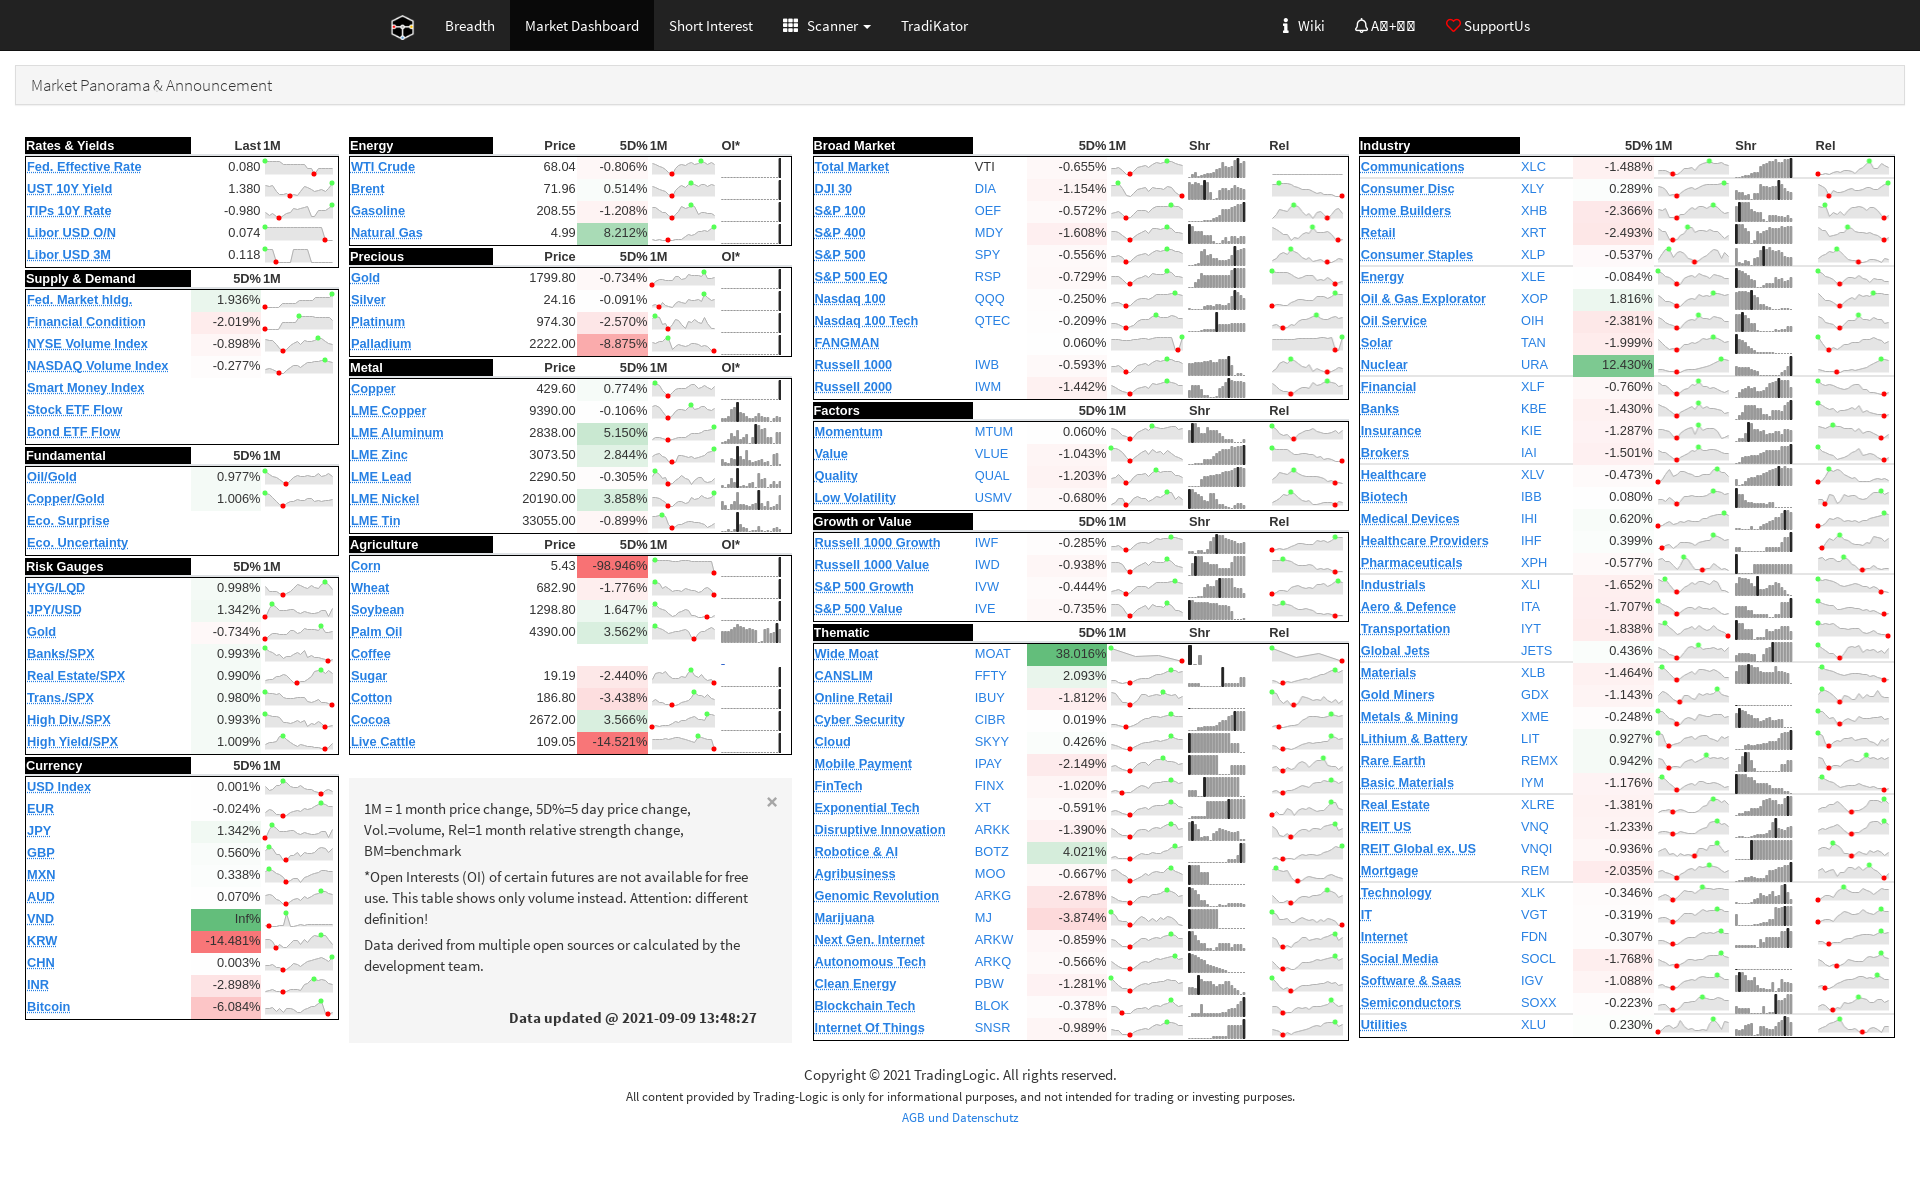 Breadth Market Dashboard Short Interest Scanner TradiKator Wiki SupportUs
Market Panorama & Announcement
Rates & Yields Last 1M
Fed. Effective Rate 0.080
UST 10Y Yield 1.380
TIPs 10Y Rate -0.980
Libor USD O/N 0.074
Libor USD 3M 0.118
Supply & Demand 5D% 1M
Fed. Market hldg. 1.936%
Financial Condition -2.019%
NYSE Volume Index -0.898%
NASDAQ Volume Index -0.277%
Smart Money Index
Stock ETF Flow
Bond ETF Flow
Fundamental 5D% 1M
Oil/Gold 0.977%
Copper/Gold 1.006%
Eco. Surprise
Eco. Uncertainty
Risk Gauges 5D% 1M
HYG/LQD 0.998%
JPY/USD 1.342%
Gold -0.734%
Banks/SPX 0.993%
Real Estate/SPX 0.990%
Trans./SPX 0.980%
High Div./SPX 0.993%
High Yield/SPX 1.009%
Currency 5D% 1M
USD Index 0.001%
EUR -0.024%
JPY 1.342%
GBP 0.560%
MXN 0.338%
AUD 0.070%
VND Inf%
KRW -14.481%
CHN 0.003%
INR -2.898%
Bitcoin -6.084%
Energy Price 5D% 1M OI*
WTI Crude 68.04 -0.806%
Brent 71.96 0.514%
Gasoline 208.55 -1.208%
Natural Gas 4.99 8.212%
Precious Price 5D% 1M OI*
Gold 1799.80 -0.734%
Silver 24.16 -0.091%
Platinum 974.30 -2.570%
Palladium 2222.00 -8.875%
Metal Price 5D% 1M OI*
Copper 429.60 0.774%
LME Copper 9390.00 -0.106%
LME Aluminum 2838.00 5.150%
LME Zinc 3073.50 2.844%
LME Lead 2290.50 -0.305%
LME Nickel 20190.00 3.858%
LME Tin 33055.00 -0.899%
Agriculture Price 5D% 1M OI*
Corn 5.43 -98.946%
Wheat 682.90 -1.776%
Soybean 1298.80 1.647%
Palm Oil 4390.00 3.562%
Coffee -
Sugar 19.19 -2.440%
Cotton 186.80 -3.438%
Cocoa 2672.00 3.566%
Live Cattle 109.05 -14.521%
×
1M = 1 month price change, 5D%=5 day price change,
Vol.=volume, Rel=1 month relative strength change,
BM=benchmark
*Open Interests (OI) of certain futures are not available for free
use. This table shows only volume instead. Attention: different
definition!
Data derived from multiple open sources or calculated by the
development team.
Data updated @ 2021-09-09 13:48:27
Broad Market 5D% 1M Shr Rel
Total Market VTI -0.655%
DJI 30 DIA -1.154%
S&P 100 OEF -0.572%
S&P 400 MDY -1.608%
S&P 500 SPY -0.556%
S&P 500 EQ RSP -0.729%
Nasdaq 100 QQQ -0.250%
Nasdaq 100 Tech QTEC -0.209%
FANGMAN 0.060%
Russell 1000 IWB -0.593%
Russell 2000 IWM -1.442%
Factors 5D% 1M Shr Rel
Momentum MTUM 0.060%
Value VLUE -1.043%
Quality QUAL -1.203%
Low Volatility USMV -0.680%
Growth or Value 5D% 1M Shr Rel
Russell 1000 Growth IWF -0.285%
Russell 1000 Value IWD -0.938%
S&P 500 Growth IVW -0.444%
S&P 500 Value IVE -0.735%
Thematic 5D% 1M Shr Rel
Wide Moat MOAT 38.016%
CANSLIM FFTY 2.093%
Online Retail IBUY -1.812%
Cyber Security CIBR 0.019%
Cloud SKYY 0.426%
Mobile Payment IPAY -2.149%
FinTech FINX -1.020%
Exponential Tech XT -0.591%
Disruptive Innovation ARKK -1.390%
Robotice & AI BOTZ 4.021%
Agribusiness MOO -0.667%
Genomic Revolution ARKG -2.678%
Marijuana MJ -3.874%
Next Gen. Internet ARKW -0.859%
Autonomous Tech ARKQ -0.566%
Clean Energy PBW -1.281%
Blockchain Tech BLOK -0.378%
Internet Of Things SNSR -0.989%
Industry 5D% 1M Shr Rel
Communications XLC -1.488%
Consumer Disc XLY 0.289%
Home Builders XHB -2.366%
Retail XRT -2.493%
Consumer Staples XLP -0.537%
Energy XLE -0.084%
Oil & Gas Explorator XOP 1.816%
Oil Service OIH -2.381%
Solar TAN -1.999%
Nuclear URA 12.430%
Financial XLF -0.760%
Banks KBE -1.430%
Insurance KIE -1.287%
Brokers IAI -1.501%
Healthcare XLV -0.473%
Biotech IBB 0.080%
Medical Devices IHI 0.620%
Healthcare Providers IHF 0.399%
Pharmaceuticals XPH -0.577%
Industrials XLI -1.652%
Aero & Defence ITA -1.707%
Transportation IYT -1.838%
Global Jets JETS 0.436%
Materials XLB -1.464%
Gold Miners GDX -1.143%
Metals & Mining XME -0.248%
Lithium & Battery LIT 0.927%
Rare Earth REMX 0.942%
Basic Materials IYM -1.176%
Real Estate XLRE -1.381%
REIT US VNQ -1.233%
REIT Global ex. US VNQI -0.936%
Mortgage REM -2.035%
Technology XLK -0.346%
IT VGT -0.319%
Internet FDN -0.307%
Social Media SOCL -1.768%
Software & Saas IGV -1.088%
Semiconductors SOXX -0.223%
Utilities XLU 0.230%
Copyright © 2021 TradingLogic. All rights reserved.
All content provided by Trading-Logic is only for informational purposes, and not intended for trading or investing purposes.
AGB und Datenschutz